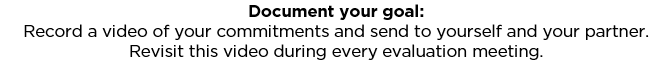 Document your goal:
Record a video of your commitments and send to yourself and your partner.
Revisit this video during every evaluation meeting.